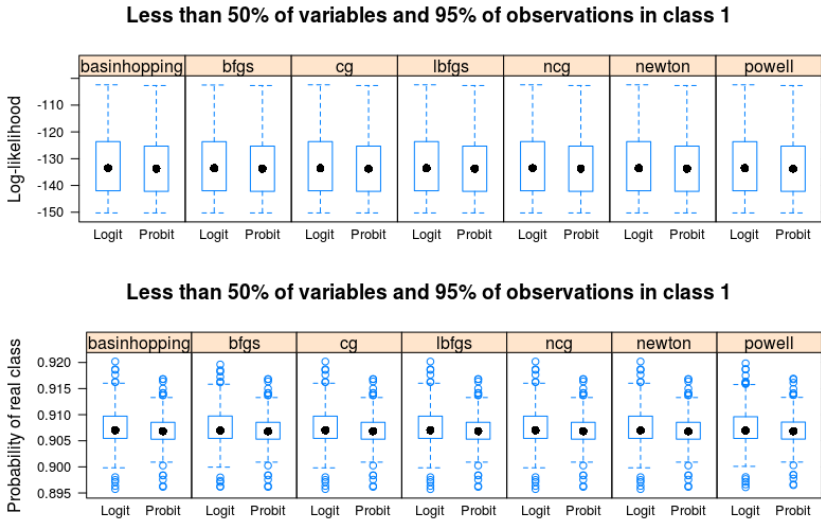 Less than 50% of variables and 95% of observations in class 1
basinhopping bfgs cg lbfgs ncg newton powell
Log-likelihood
-110
-120
-130
-140
-150
Logit Probit Logit Probit Logit Probit Logit Probit Logit Probit Logit Probit Logit Probit
Less than 50% of variables and 95% of observations in class 1
basinhopping bfgs cg lbfgs ncg newton powell
Probability of real class
0.920
0.915
0.910
0.905
0.900
0.895
Logit Probit Logit Probit Logit Probit Logit Probit Logit Probit Logit Probit Logit Probit